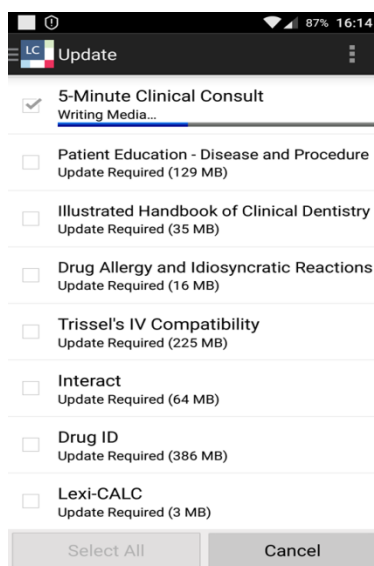 87% 16:14
LC Update
5-Minute Clinical Consult
Writing Media...
Patient Education - Disease and Procedure
Update Required (129 MB)
Illustrated Handbook of Clinical Dentistry
Update Required (35 MB)
Drug Allergy and Idiosyncratic Reactions
Update Required (16 MB)
Trissel's IV Compatibility
Update Required (225 MB)
Interact
Update Required (64 MB)
Drug ID
Update Required (386 MB)
Lexi-CALC
Update Required (3 MB)
Select All Cancel